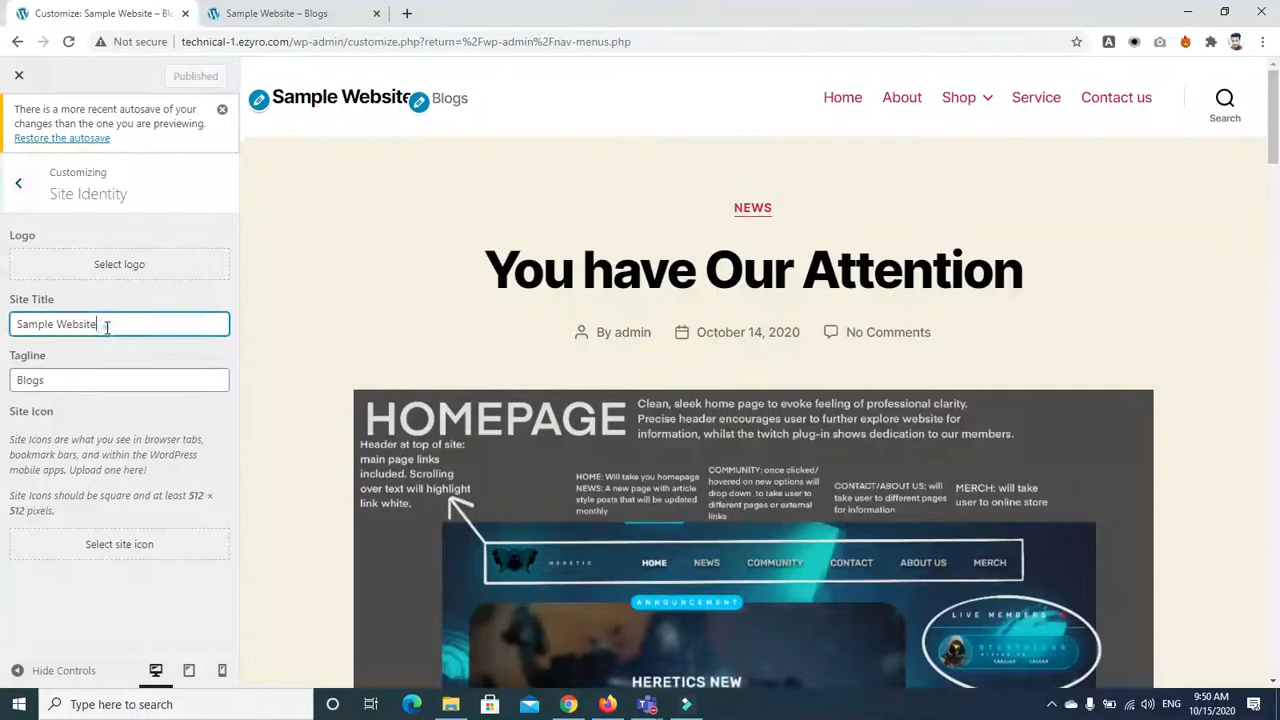 Customize: Sample Website – Blo
Sample Website – Blogs
Not secure
technical-1.ezyro.com/wp-admin/customize.php?return=%2Fwp-admin%2Fnav-menus.php
Published
There is a more recent autosave of your
changes than the one you are previewing.
Restore the autosave
Customizing
Site Identity
Logo
Select logo
Site Title
Sample Website
Tagline
Blogs
Site Icon
Site Icons are what you see in browser tabs,
bookmark bars, and within the WordPress
mobile apps. Upload one here!
Site Icons should be square and at least 512 ×
512 pixels.
Select site icon
Hide Controls
Sample Website
Blogs
Home
About
Shop
Service
Contact us
Search
NEWS
You have Our Attention
By admin
October 14, 2020
No Comments
HOMEPAGE
Clean, sleek home page to evoke feeling of professional clarity.
Precise header encourages user to further explore website for
information, whilst the twitch plug-in shows dedication to our members.
Header at top of site:
main page links
included. Scrolling
over text will highlight
link white.
HOME: Will take you homepage
NEWS: A new page with article
style posts that will be updated
monthly
COMMUNITY: once clicked/
hovered on new options will
drop down to take user to
different pages or external
links
CONTACT/ABOUT US: will
take user to different pages
for information
MERCH: will take
user to online store
HERETIC
HOME
NEWS
COMMUNITY
CONTACT
ABOUT US
MERCH
ANNOUNCEMENT
LIVE MEMBERS
HERETICS NEW
Type here to search
ENG
9:50 AM
10/15/2020